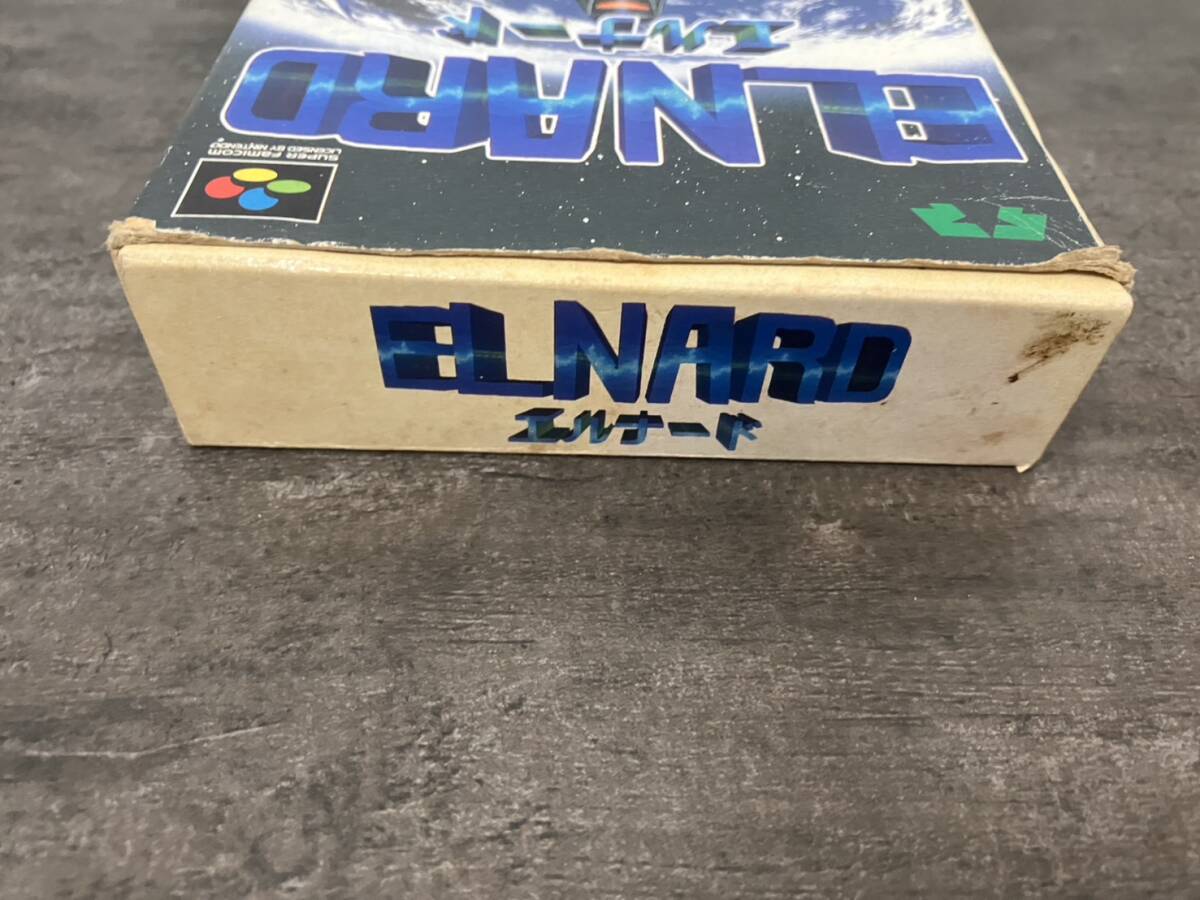 エルナード
ELNARD
SUPER FAMICOM
LICENSED BY NINTENDO
ELNARD
エルナード